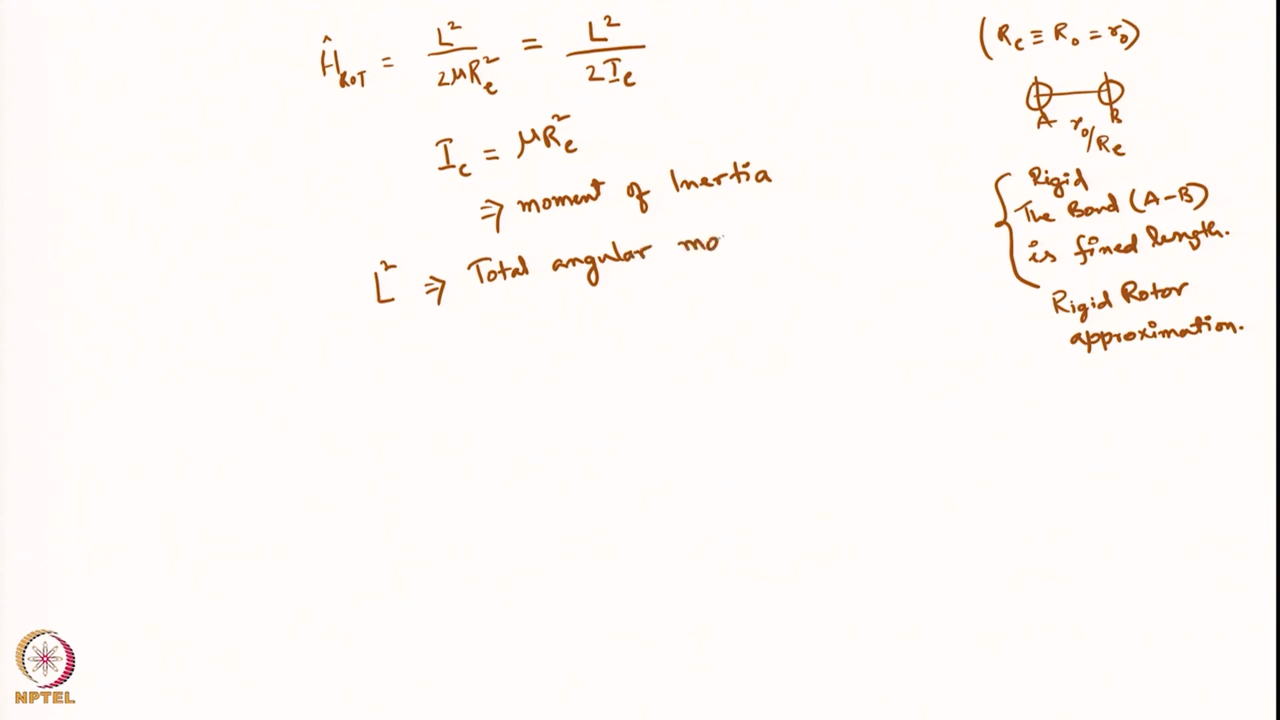 Ĥ_ROT = L² / 2μR_e² = L² / 2I_e
I_e = μR_e²
⇒ moment of Inertia
L² ⇒ Total angular mo
(R_e ≡ R_0 = r_0)
A B
r_0/R_e
Rigid
The Bond (A-B)
is fined length.
Rigid Rotor
approximation.
NPTEL